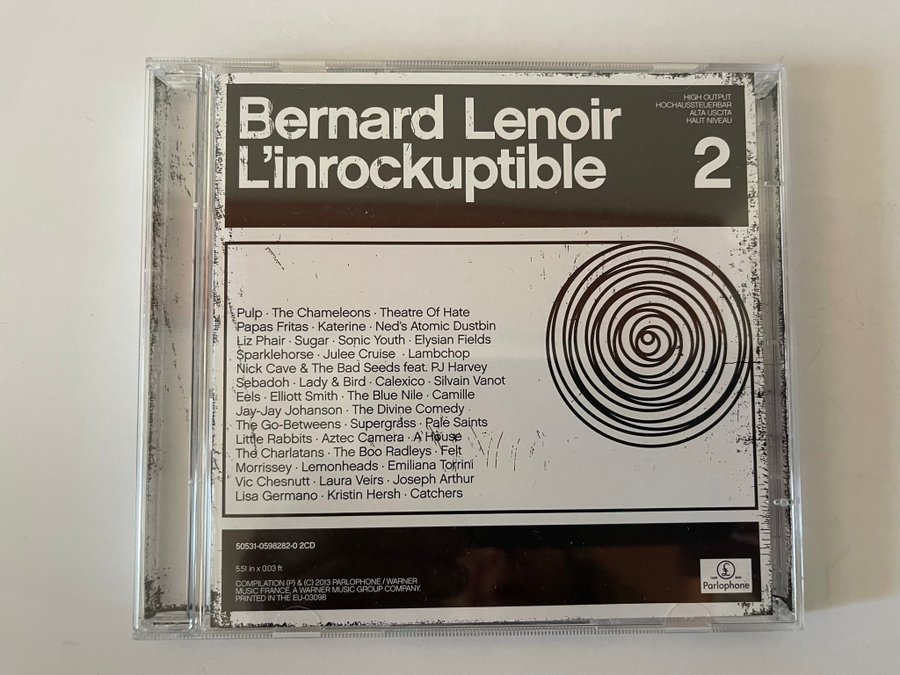 Bernard Lenoir
L'inrockuptible
HIGH OUTPUT
HOCHAUSSTEUERBAR
ALTA USCITA
HAUT NIVEAU
2
Pulp · The Chameleons · Theatre Of Hate
Papas Fritas · Katerine · Ned's Atomic Dustbin
Liz Phair · Sugar · Sonic Youth · Elysian Fields
Sparklehorse · Julee Cruise · Lambchop
Nick Cave & The Bad Seeds feat. PJ Harvey
Sebadoh · Lady & Bird · Calexico · Silvain Vanot
Eels · Elliott Smith · The Blue Nile · Camille
Jay-Jay Johanson · The Divine Comedy
The Go-Betweens · Supergrass · Pale Saints
Little Rabbits · Aztec Camera · A House
The Charlatans · The Boo Radleys · Felt
Morrissey · Lemonheads · Emiliana Torrini
Vic Chesnutt · Laura Veirs · Joseph Arthur
Lisa Germano · Kristin Hersh · Catchers
50531-0598282-0 2CD
5.51 in x 0.03 ft
COMPILATION (P) & (C) 2013 PARLOPHONE / WARNER
MUSIC FRANCE, A WARNER MUSIC GROUP COMPANY.
PRINTED IN THE EU-03098
£
Parlophone